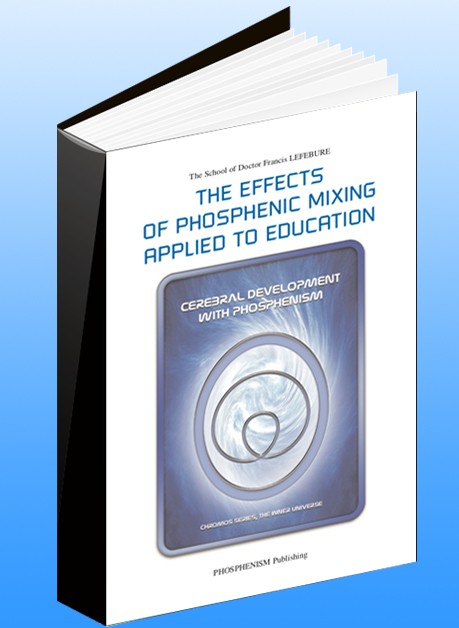 The School of Doctor Francis LEFEBURE
THE EFFECTS
OF PHOSPHENIC MIXING
APPLIED TO EDUCATION
CEREBRAL DEVELOPMENT
WITH PHOSPHENISM
CHROMOS SERIES, THE INNER UNIVERSE
PHOSPHENISM Publishing